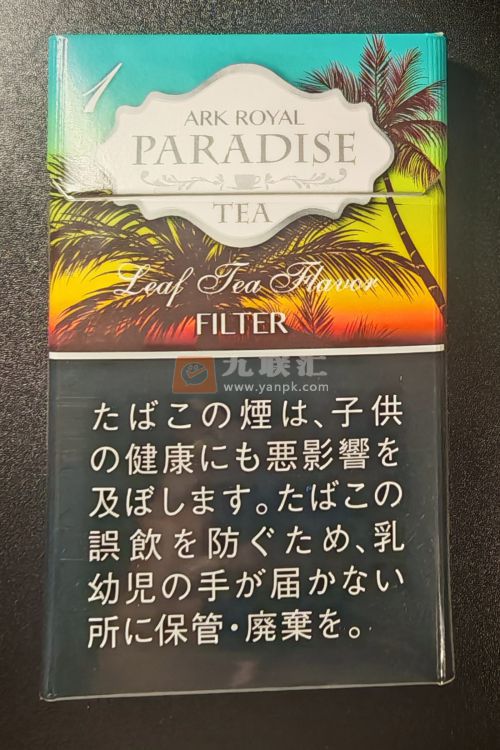 1
ARK ROYAL
PARADISE
TEA
Leaf Tea Flavor
FILTER
九联汇
www.yanpk.com
たばこの煙は、子供
の健康にも悪影響を
及ぼします。たばこの
誤飲を防ぐため、乳
幼児の手が届かない
所に保管・廃棄を。